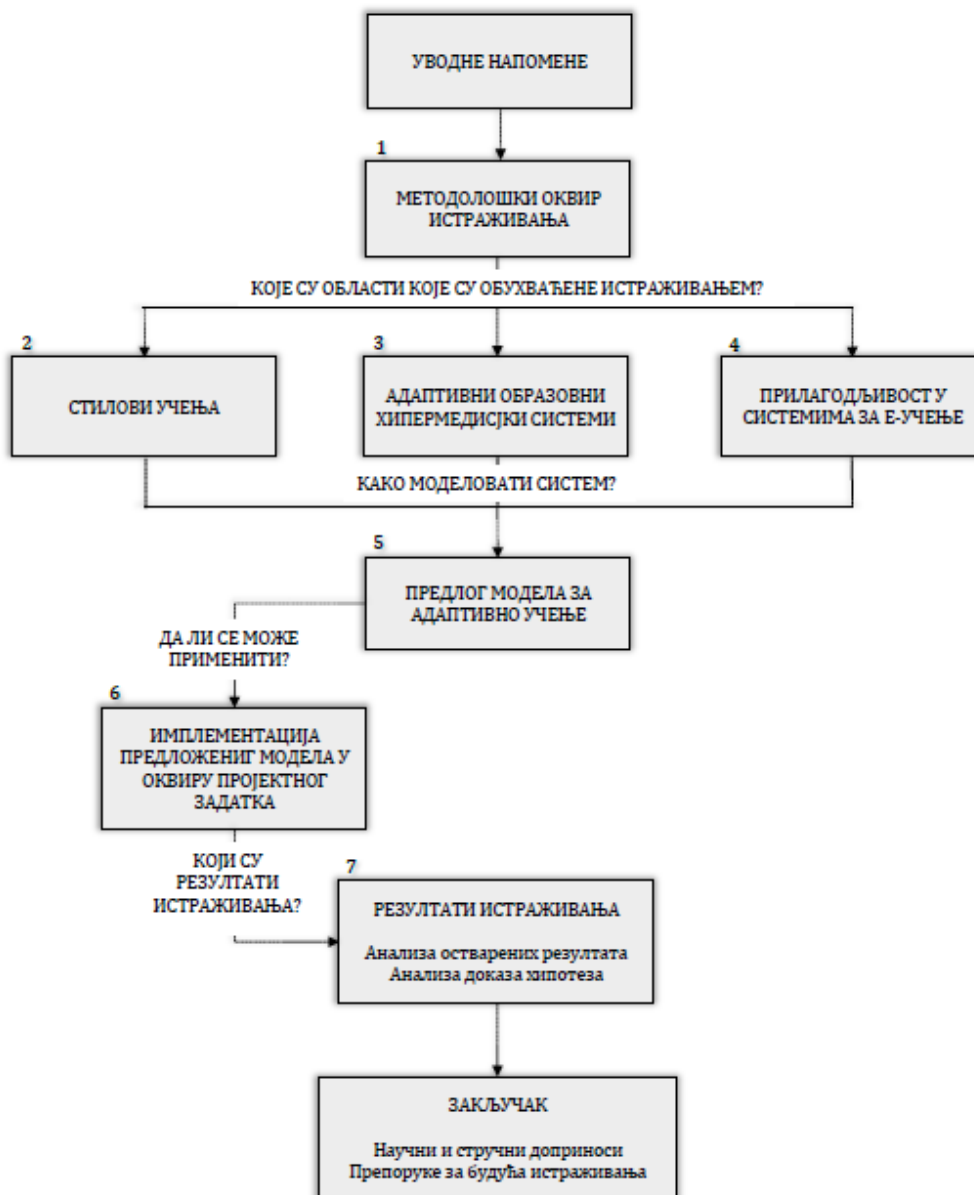 УВОДНЕ НАПОМЕНЕ
1
МЕТОДОЛОШКИ ОКВИР
ИСТРАЖИВАЊА
КОЈЕ СУ ОБЛАСТИ КОЈЕ СУ ОБУХВАЋЕНЕ ИСТРАЖИВАЊЕМ?
2
СТИЛОВИ УЧЕЊА
3
АДАПТИВНИ ОБРАЗОВНИ
ХИПЕРМЕДИСЈКИ СИСТЕМИ
4
ПРИЛАГОДЉИВОСТ У
СИСТЕМИМА ЗА Е-УЧЕЊЕ
КАКО МОДЕЛОВАТИ СИСТЕМ?
5
ПРЕДЛОГ МОДЕЛА ЗА
АДАПТИВНО УЧЕЊЕ
ДА ЛИ СЕ МОЖЕ
ПРИМЕНИТИ?
6
ИМПЛЕМЕНТАЦИЈА
ПРЕДЛОЖЕНИГ МОДЕЛА У
ОКВИРУ ПРОЈЕКТНОГ
ЗАДАТКА
КОЈИ СУ
РЕЗУЛТАТИ
ИСТРАЖИВАЊА?
7
РЕЗУЛТАТИ ИСТРАЖИВАЊА
Анализа остварених резултата
Анализа доказа хипотеза
ЗАКЉУЧАК
Научни и стручни доприноси
Препоруке за будућа истраживања